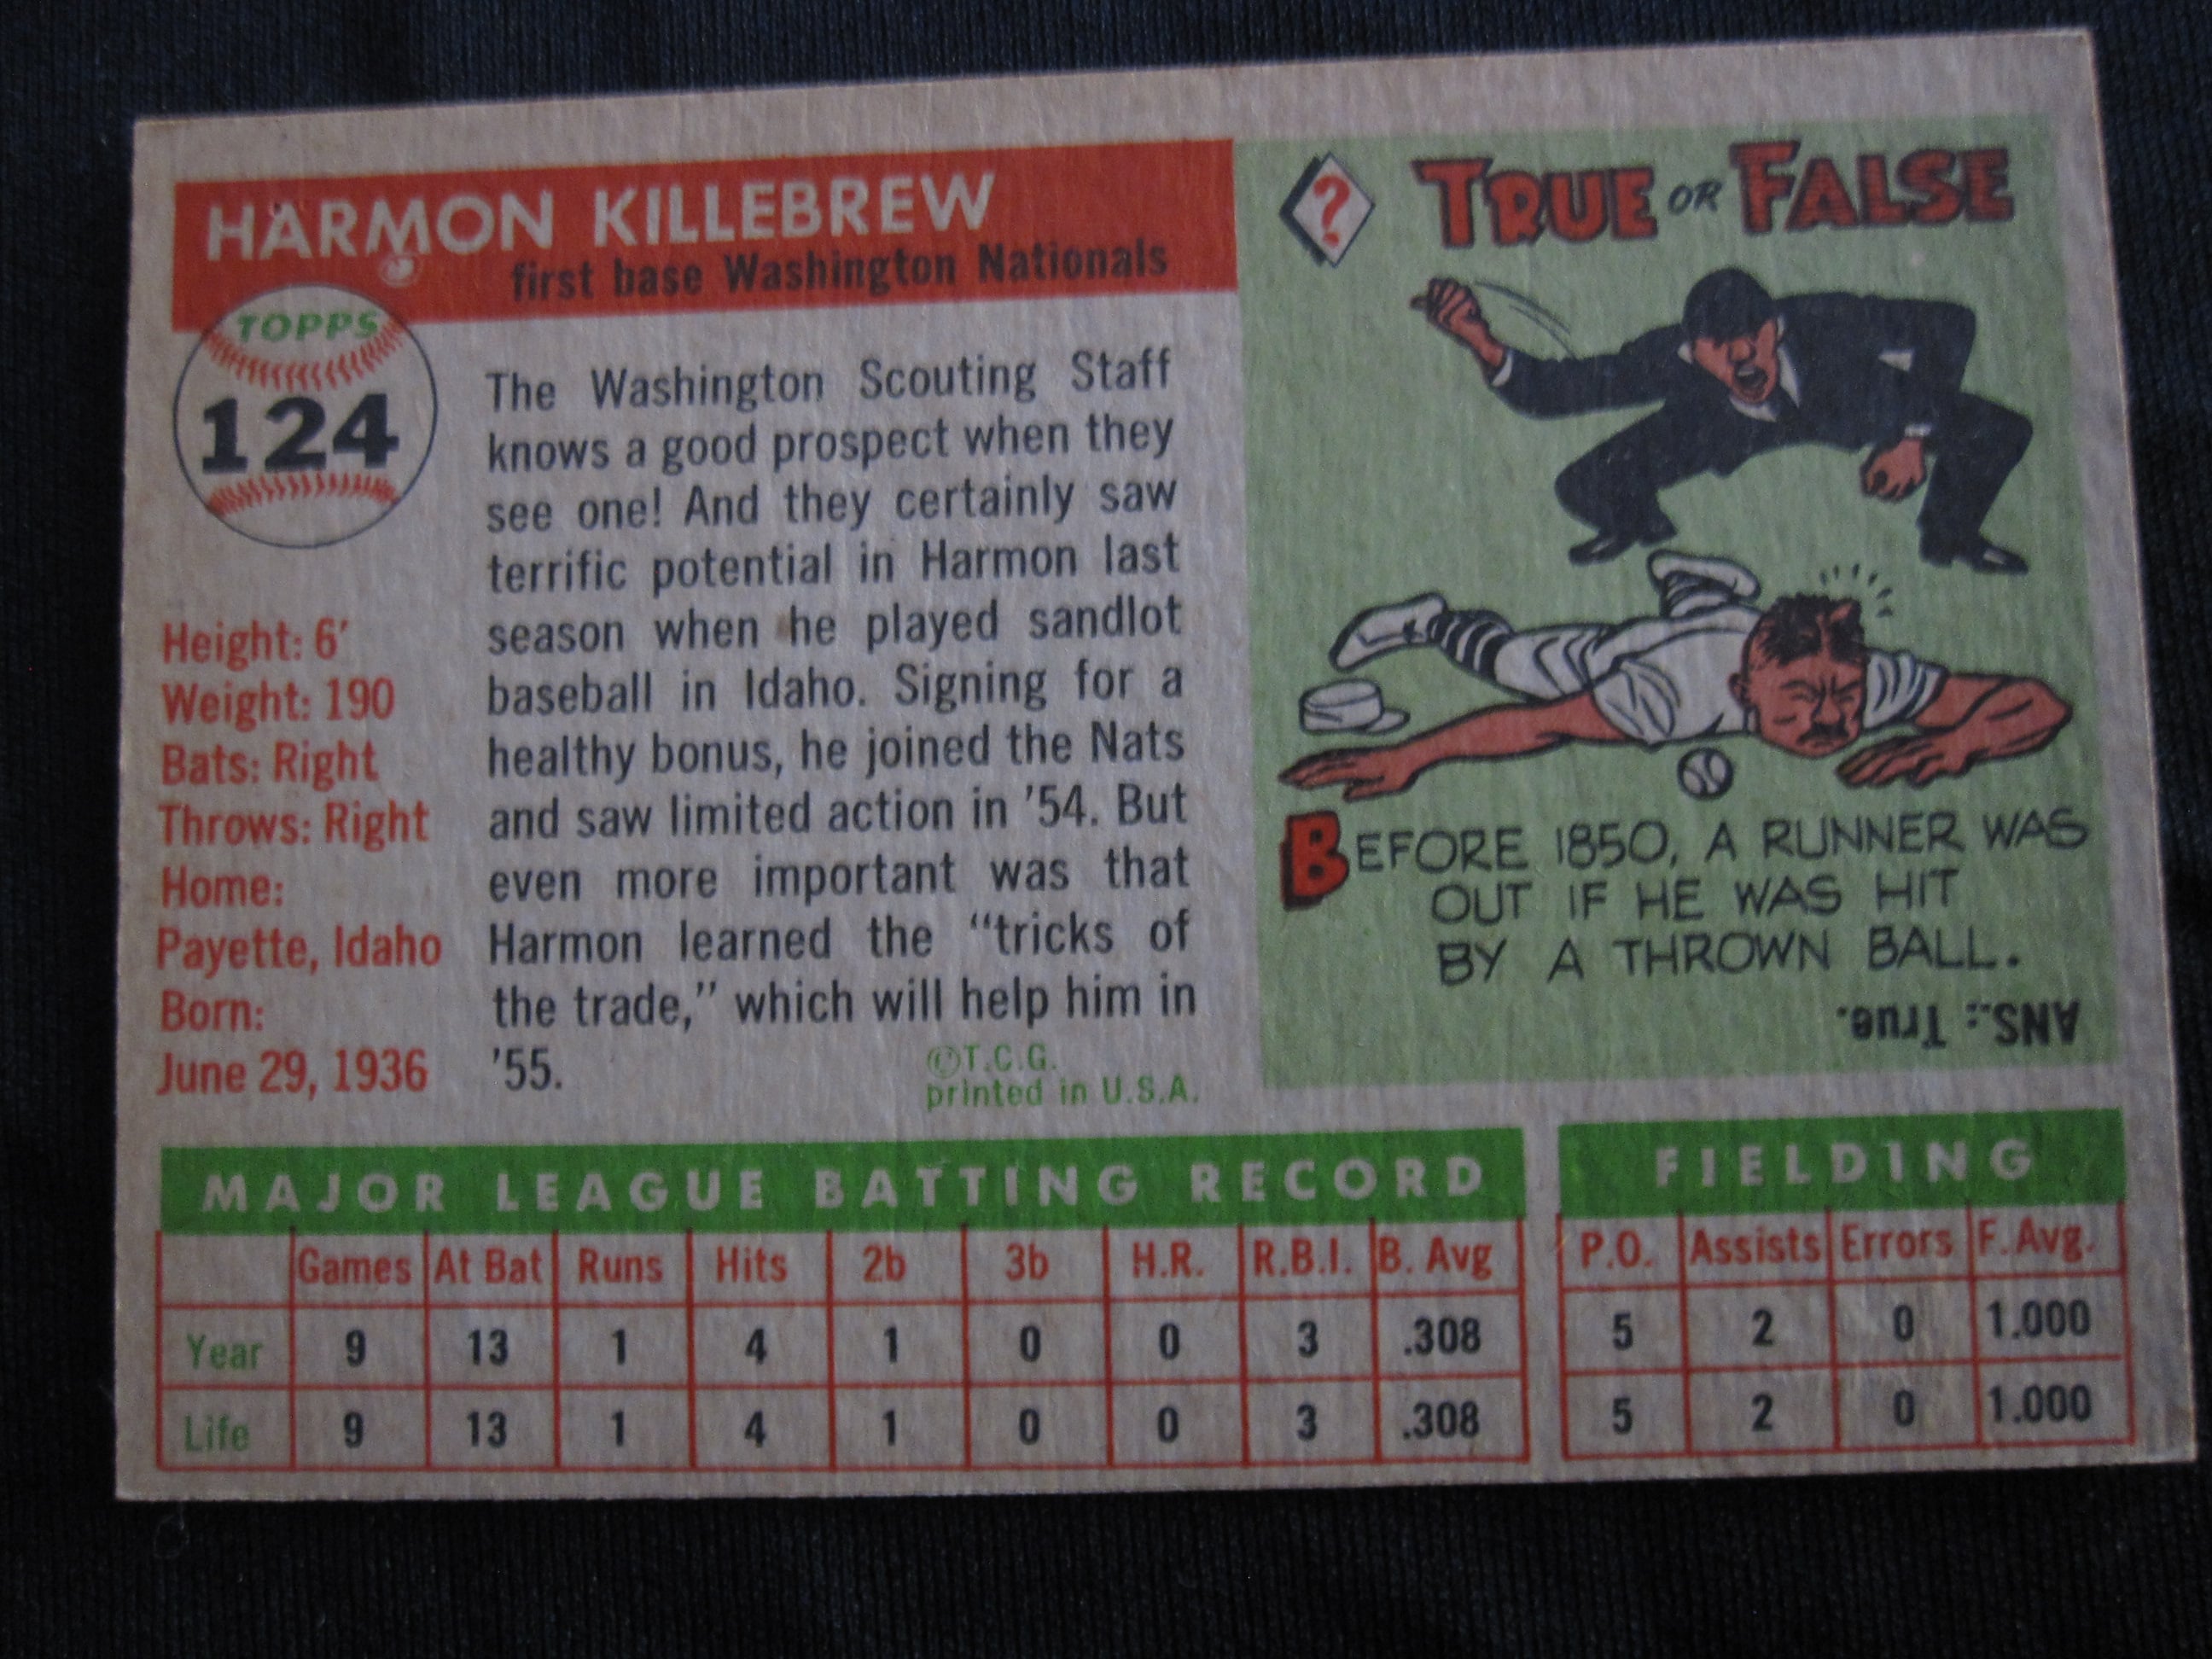 HARMON KILLEBREW
first base Washington Nationals
TOPPS
124
Height: 6'
Weight: 190
Bats: Right
Throws: Right
Home:
Payette, Idaho
Born:
June 29, 1936
The Washington Scouting Staff
knows a good prospect when they
see one! And they certainly saw
terrific potential in Harmon last
season when he played sandlot
baseball in Idaho. Signing for a
healthy bonus, he joined the Nats
and saw limited action in '54. But
even more important was that
Harmon learned the "tricks of
the trade," which will help him in
'55.
©T.C.G.
printed in U.S.A.
? TRUE OR FALSE
BEFORE 1850, A RUNNER WAS
OUT IF HE WAS HIT
BY A THROWN BALL.
ANS.: True.
MAJOR LEAGUE BATTING RECORD
Games At Bat Runs Hits 2b 3b H.R. R.B.I. B. Avg
Year 9 13 1 4 1 0 0 3 .308
Life 9 13 1 4 1 0 0 3 .308
FIELDING
P.O. Assists Errors F. Avg.
5 2 0 1.000
5 2 0 1.000